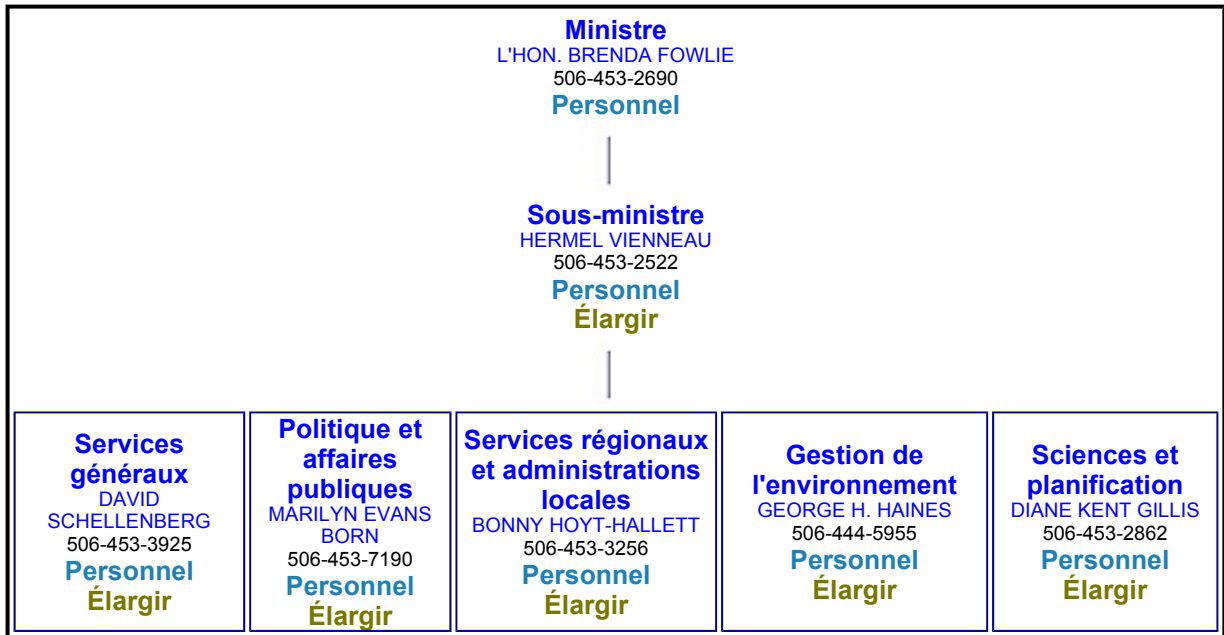 Ministre
L'HON. BRENDA FOWLIE
506-453-2690
Personnel
Sous-ministre
HERMEL VIENNEAU
506-453-2522
Personnel
Élargir
Services
généraux
DAVID
SCHELLENBERG
506-453-3925
Personnel
Élargir
Politique et
affaires
publiques
MARILYN EVANS
BORN
506-453-7190
Personnel
Élargir
Services régionaux
et administrations
locales
BONNY HOYT-HALLETT
506-453-3256
Personnel
Élargir
Gestion de
l'environnement
GEORGE H. HAINES
506-444-5955
Personnel
Élargir
Sciences et
planification
DIANE KENT GILLIS
506-453-2862
Personnel
Élargir